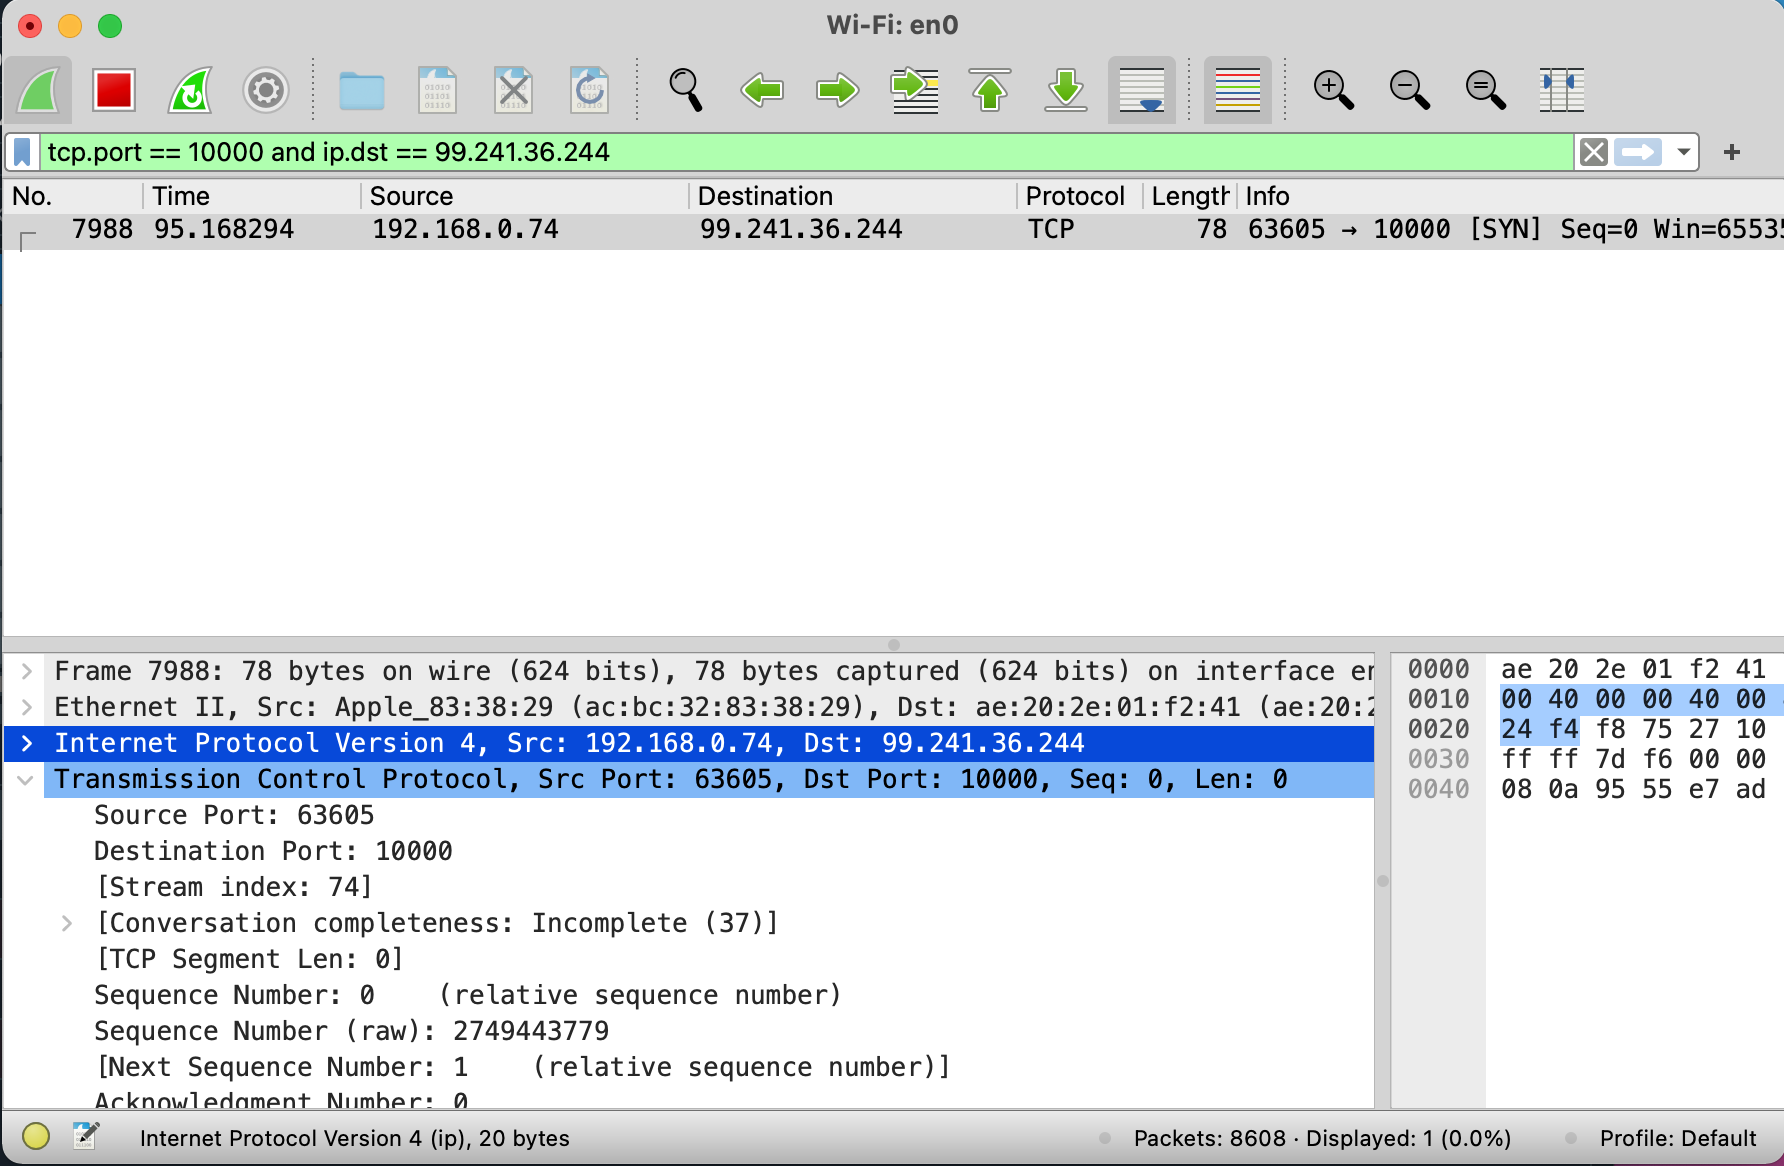 Wi-Fi: en0
tcp.port == 10000 and ip.dst == 99.241.36.244
No. Time Source Destination Protocol Length Info
7988 95.168294 192.168.0.74 99.241.36.244 TCP 78 63605 → 10000 [SYN] Seq=0 Win=65535
Frame 7988: 78 bytes on wire (624 bits), 78 bytes captured (624 bits) on interface en
Ethernet II, Src: Apple_83:38:29 (ac:bc:32:83:38:29), Dst: ae:20:2e:01:f2:41 (ae:20:2
Internet Protocol Version 4, Src: 192.168.0.74, Dst: 99.241.36.244
Transmission Control Protocol, Src Port: 63605, Dst Port: 10000, Seq: 0, Len: 0
Source Port: 63605
Destination Port: 10000
[Stream index: 74]
[Conversation completeness: Incomplete (37)]
[TCP Segment Len: 0]
Sequence Number: 0 (relative sequence number)
Sequence Number (raw): 2749443779
[Next Sequence Number: 1 (relative sequence number)]
Acknowledgment Number: 0
0000 ae 20 2e 01 f2 41
0010 00 40 00 00 40 00
0020 24 f4 f8 75 27 10
0030 ff ff 7d f6 00 00
0040 08 0a 95 55 e7 ad
Internet Protocol Version 4 (ip), 20 bytes
Packets: 8608 · Displayed: 1 (0.0%)
Profile: Default